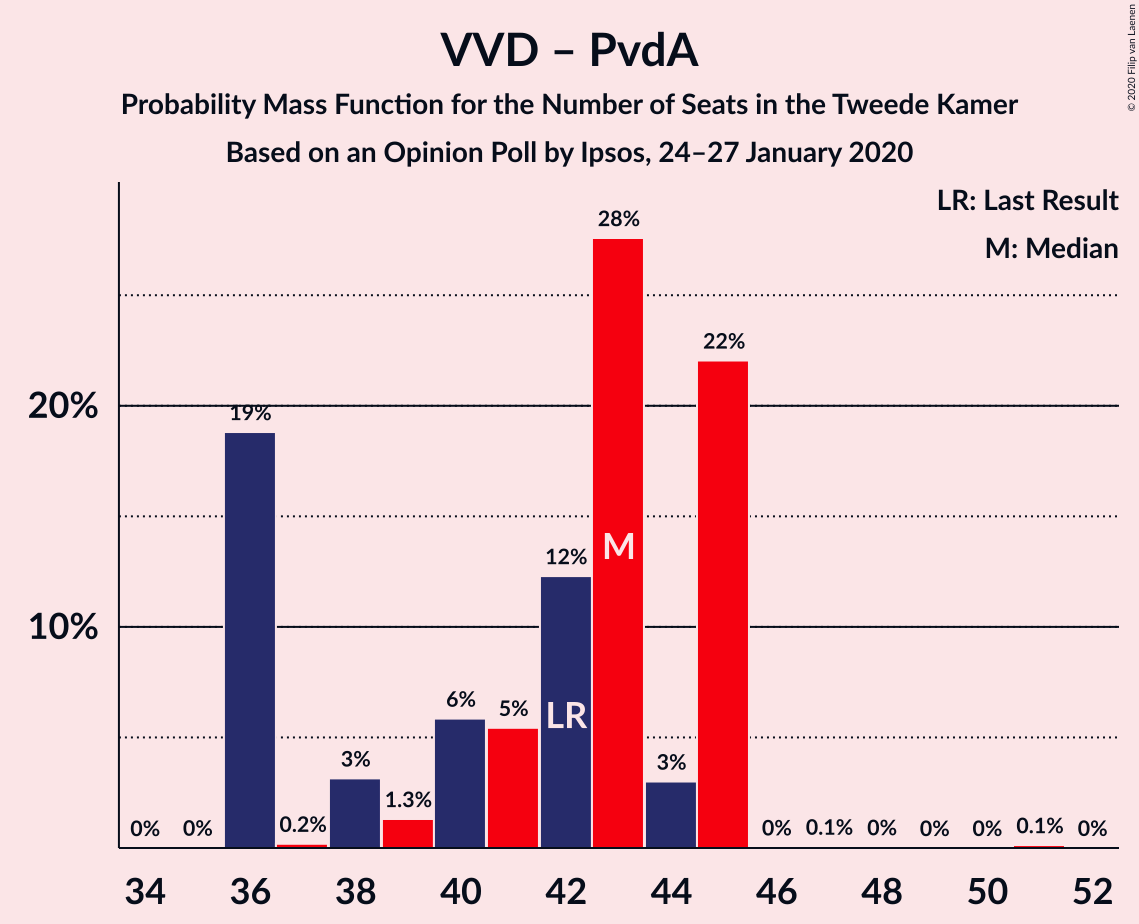 VVD – PvdA
Probability Mass Function for the Number of Seats in the Tweede Kamer
Based on an Opinion Poll by Ipsos, 24–27 January 2020
© 2020 Filip van Laenen
LR: Last Result
M: Median
20%
10%
0% 0% 19% 0.2% 3% 1.3% 6% 5% 12% 28% 3% 22% 0% 0.1% 0% 0% 0% 0.1% 0%
LR M
34 36 38 40 42 44 46 48 50 52